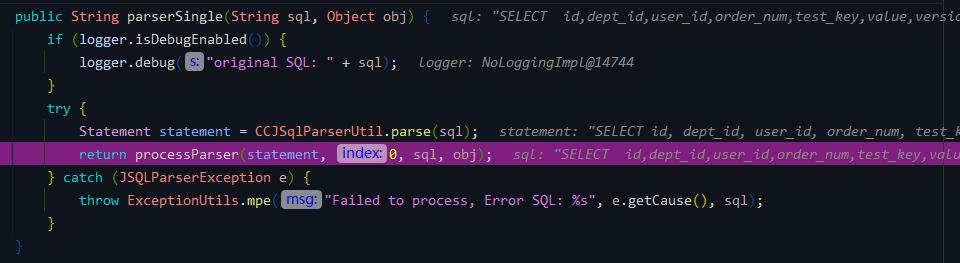 public String parserSingle(String sql, Object obj) { sql: "SELECT id,dept_id,user_id,order_num,test_key,value,versio
if (logger.isDebugEnabled()) {
logger.debug( s: "original SQL: " + sql); logger: NoLoggingImpl@14744
}
try {
Statement statement = CCJSqlParserUtil.parse(sql); statement: "SELECT id, dept_id, user_id, order_num, test_k
return processParser(statement, index: 0, sql, obj); sql: "SELECT id,dept_id,user_id,order_num,test_key,valu
} catch (JSQLParserException e) {
throw ExceptionUtils.mpe( msg: "Failed to process, Error SQL: %s", e.getCause(), sql);
}
}